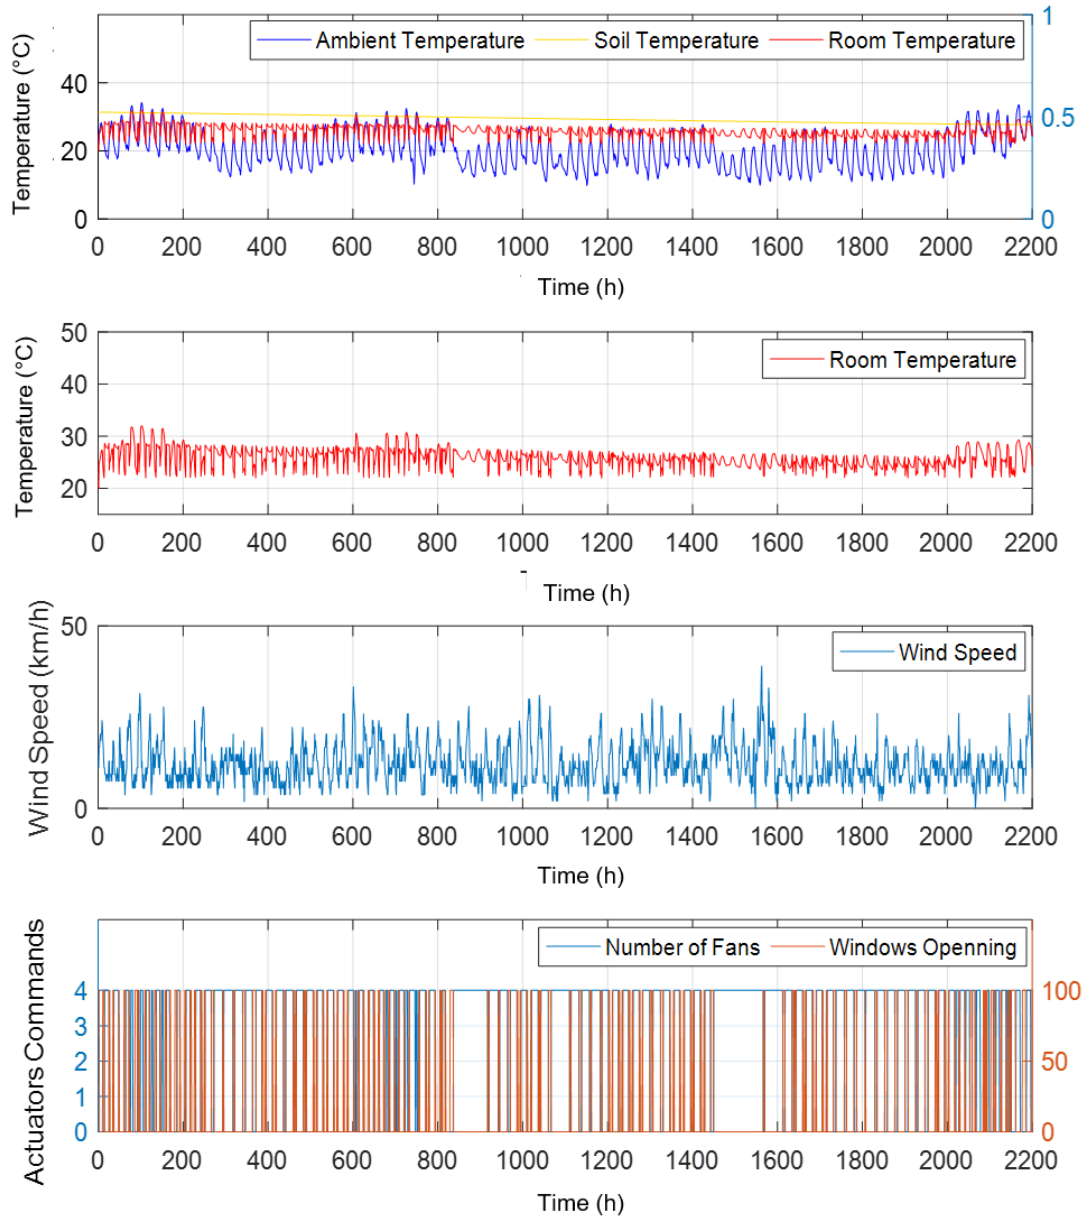 1
Ambient Temperature Soil Temperature Room Temperature
Temperature (°C)
40
20
0
0.5
0
0 200 400 600 800 1000 1200 1400 1600 1800 2000 2200
Time (h)
Temperature (°C)
50
40
30
20
Room Temperature
0 200 400 600 800 1000 1200 1400 1600 1800 2000 2200
Time (h)
Wind Speed (km/h)
50
0
Wind Speed
0 200 400 600 800 1000 1200 1400 1600 1800 2000 2200
Time (h)
Actuators Commands
Number of Fans Windows Openning
4
3
2
1
0
100
50
0
0 200 400 600 800 1000 1200 1400 1600 1800 2000 2200
Time (h)